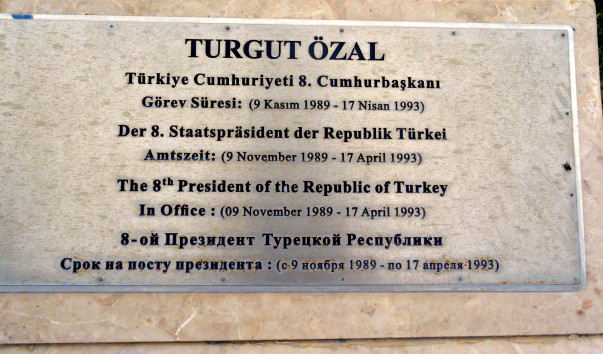 TURGUT ÖZAL
Türkiye Cumhuriyeti 8. Cumhurbaşkanı
Görev Süresi: (9 Kasım 1989 - 17 Nisan 1993)
Der 8. Staatspräsident der Republik Türkei
Amtszeit: (9 November 1989 - 17 April 1993)
The 8th President of the Republic of Turkey
In Office : (09 November 1989 - 17 April 1993)
8-ой Президент Турецкой Республики
Срок на посту президента : (с 9 ноября 1989 - по 17 апреля 1993)